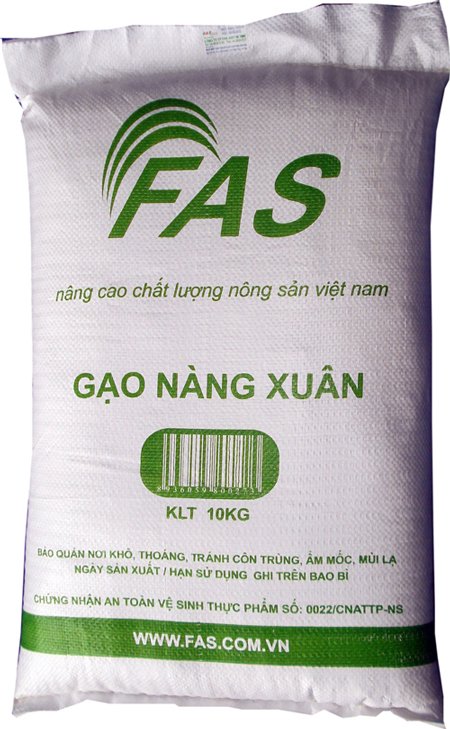 FAS
nâng cao chất lượng nông sản việt nam
GẠO NÀNG XUÂN
8936039800233
KLT 10KG
BẢO QUẢN NƠI KHÔ, THOÁNG, TRÁNH CÔN TRÙNG, ẨM MỐC, MÙI LẠ
NGÀY SẢN XUẤT / HẠN SỬ DỤNG GHI TRÊN BAO BÌ
CHỨNG NHẬN AN TOÀN VỆ SINH THỰC PHẨM SỐ: 0022/CNATTP-NS
WWW.FAS.COM.VN